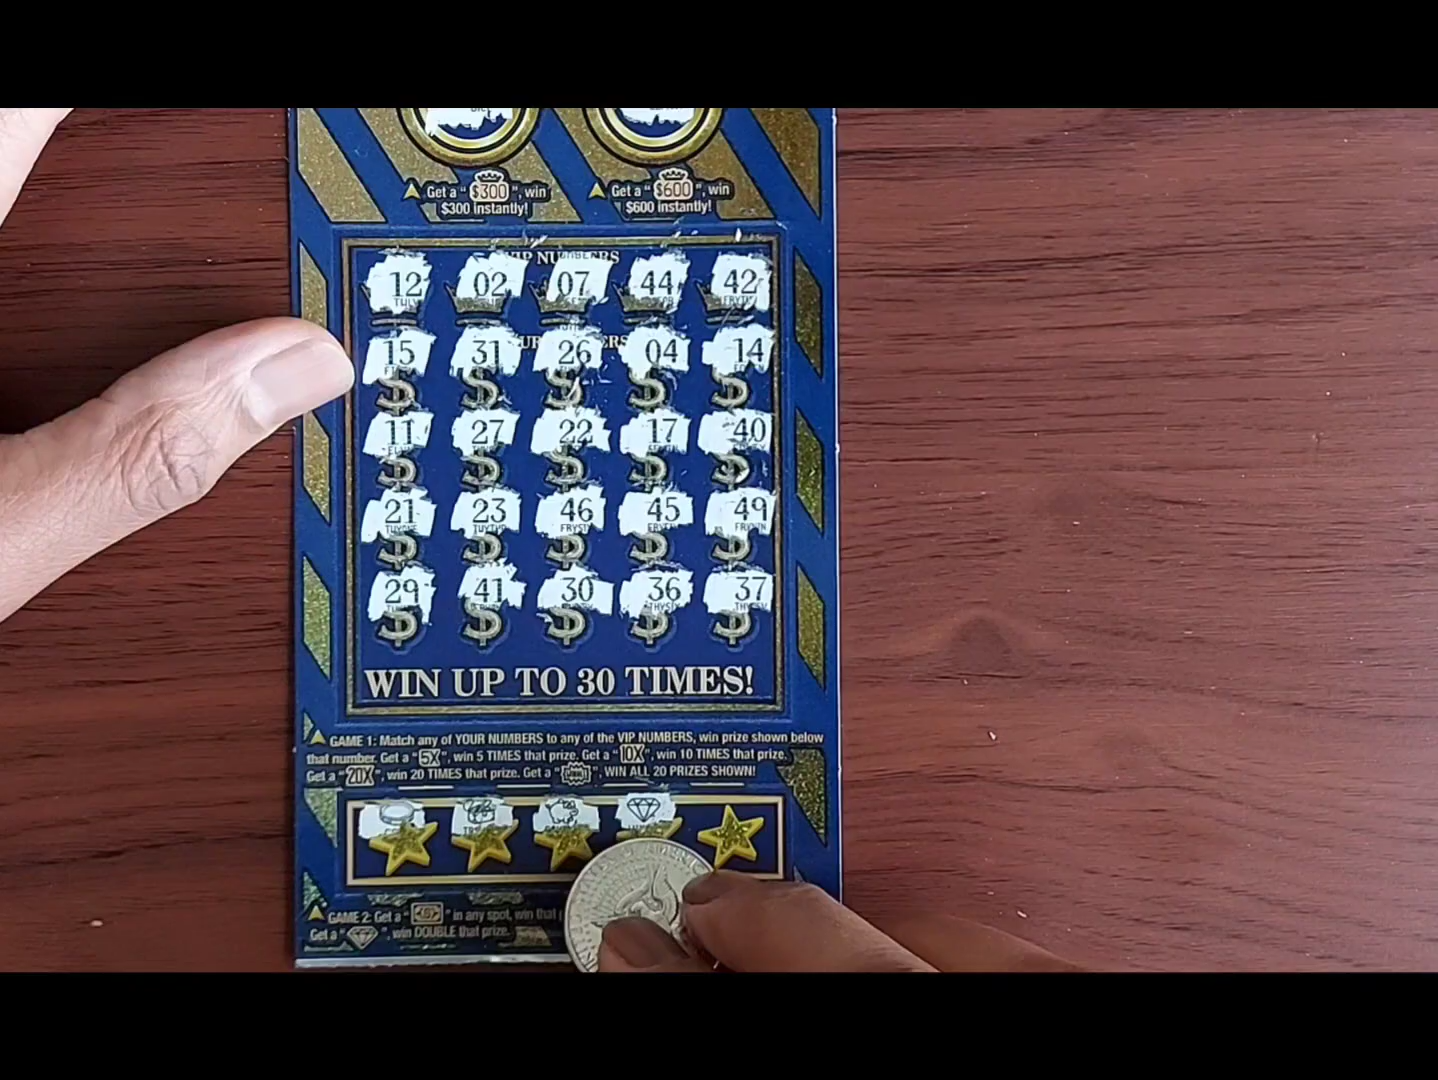 Get a "$300", win
$300 instantly!
Get a "$600", win
$600 instantly!
VIP NUMBERS
12 02 07 44 42
15 31 26 04 14
11 27 22 17 40
21 23 46 45 49
FRYSIX
29 41 30 36 37
THYSIX
WIN UP TO 30 TIMES!
GAME 1: Match any of YOUR NUMBERS to any of the VIP NUMBERS, win prize shown below
that number. Get a "5X", win 5 TIMES that prize. Get a "10X", win 10 TIMES that prize.
Get a "20X", win 20 TIMES that prize. Get a " ", WIN ALL 20 PRIZES SHOWN!
GAME 2: Get a " " in any spot, win that
Get a " ", win DOUBLE that prize.